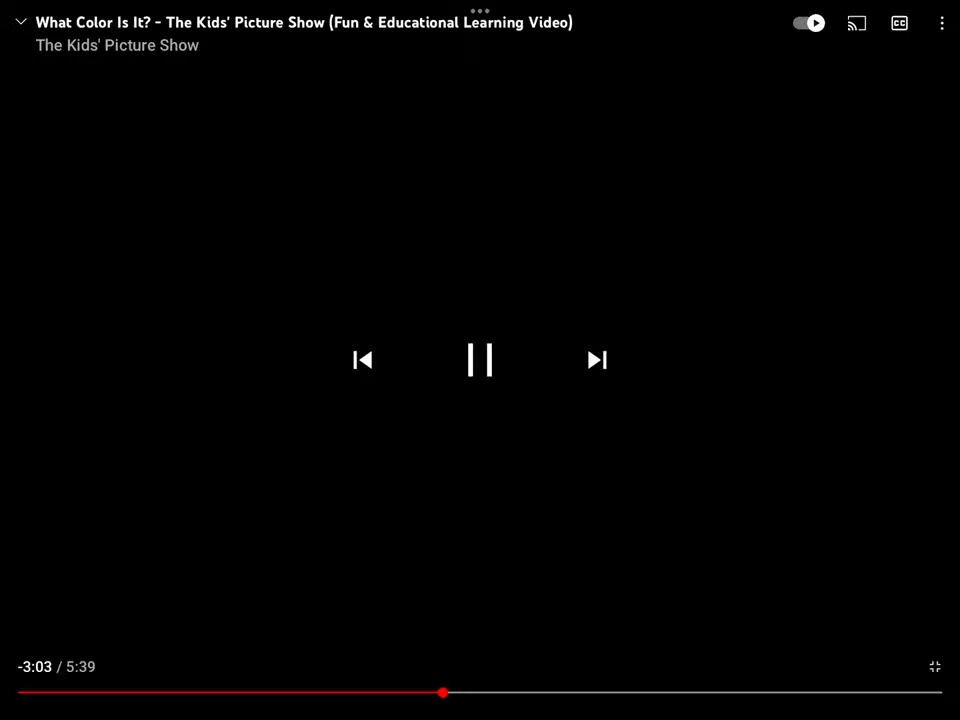 What Color Is It? - The Kids' Picture Show (Fun & Educational Learning Video)
The Kids' Picture Show
CC
-3:03 / 5:39